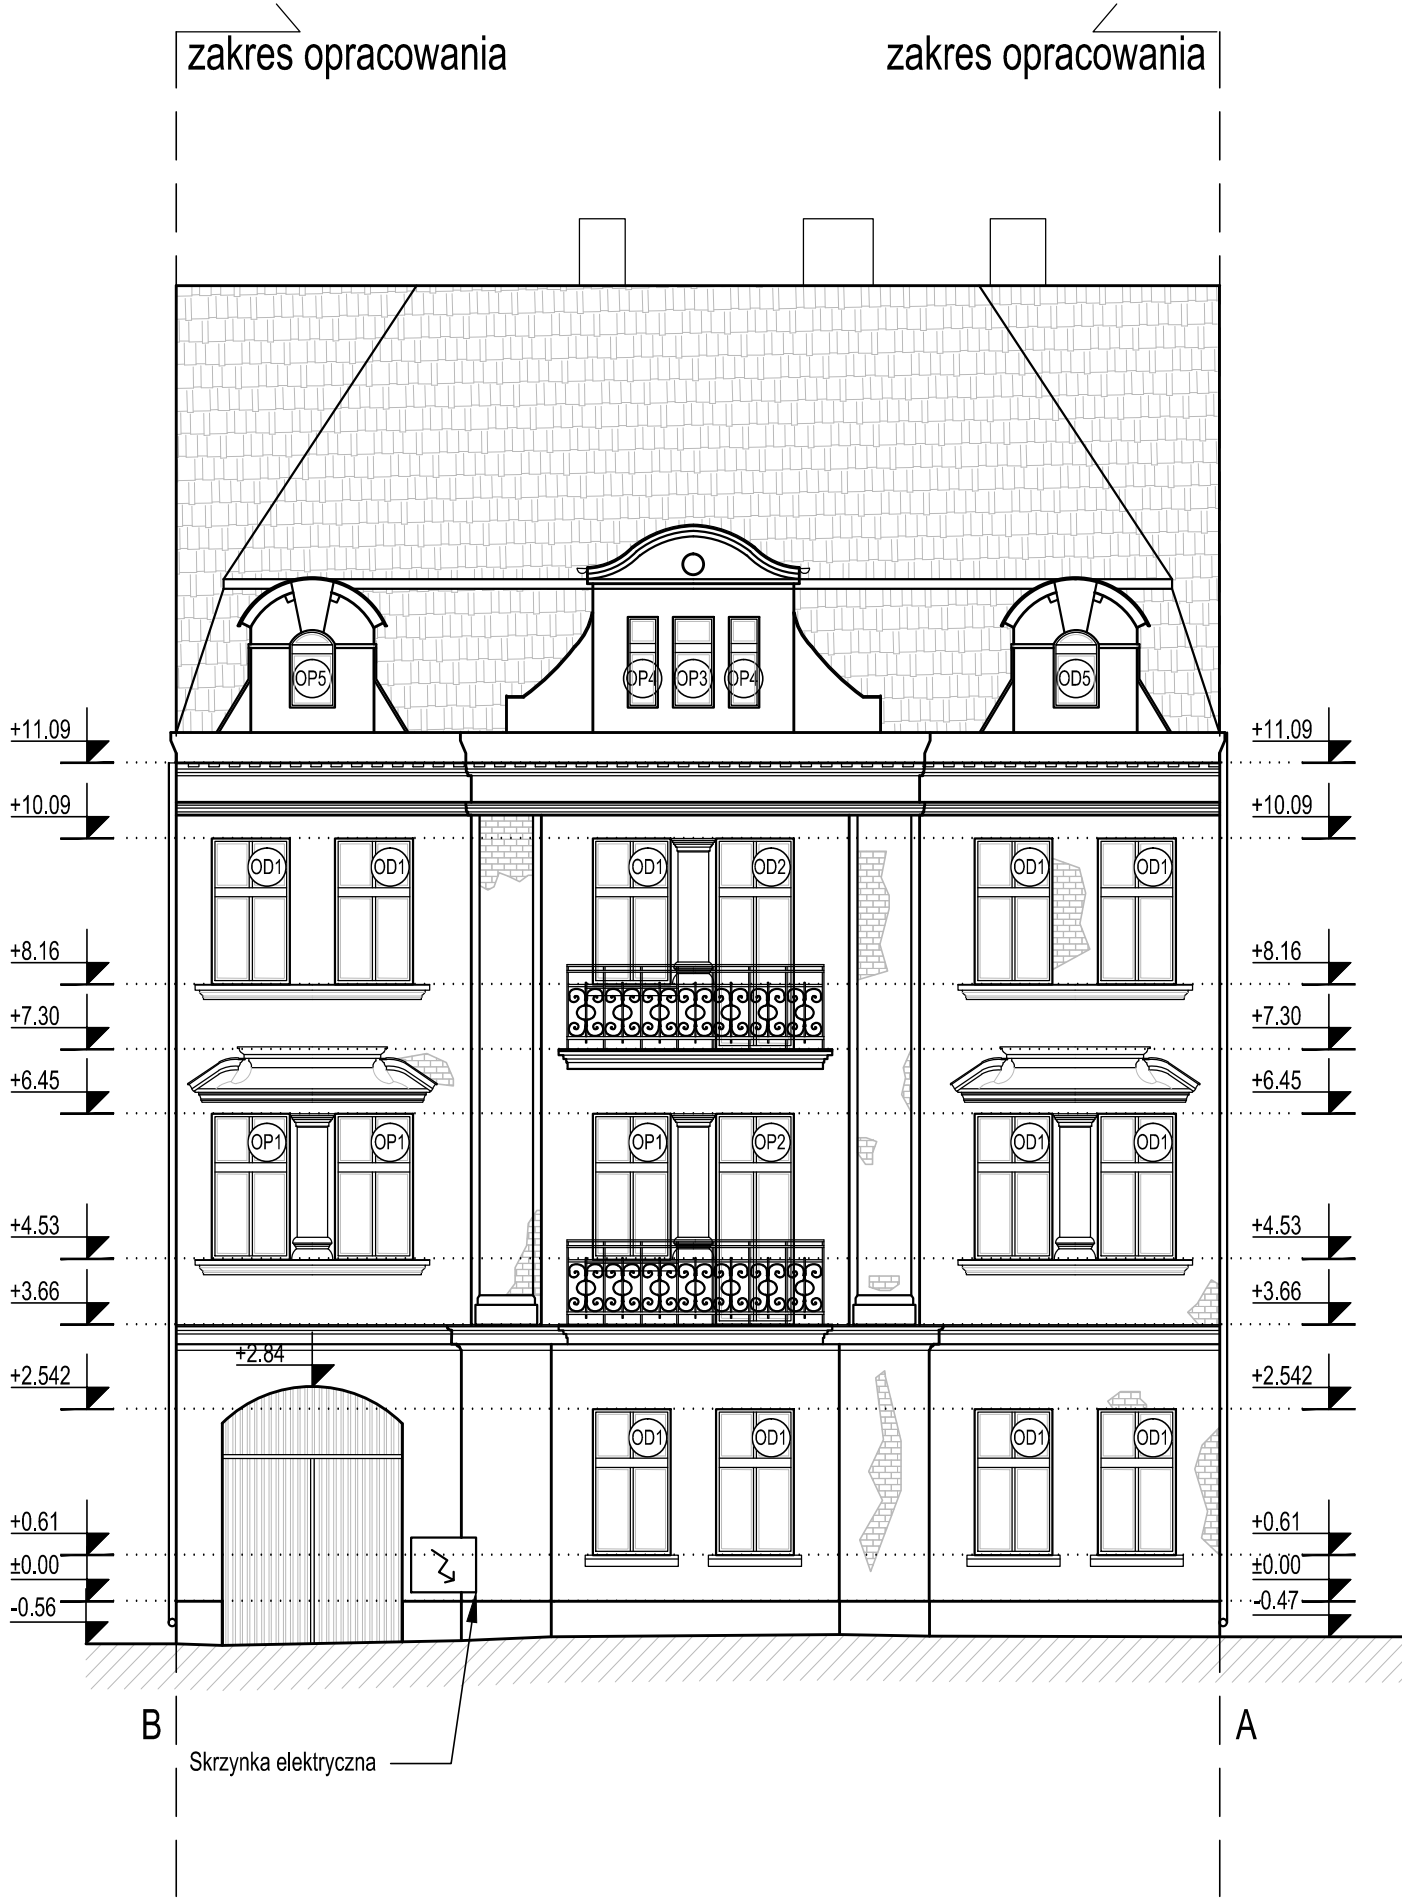 zakres opracowania zakres opracowania
OP5 OP4 OP3 OP4 OD5
+11.09 +11.09
+10.09 +10.09
OD1 OD1 OD1 OD2 OD1 OD1
+8.16 +8.16
+7.30 +7.30
+6.45 +6.45
OP1 OP1 OP1 OP2 OD1 OD1
+4.53 +4.53
+3.66 +3.66
+2.84
+2.542 +2.542
OD1 OD1 OD1 OD1
+0.61 +0.61
±0.00 ±0.00
-0.56 -0.47
B A
Skrzynka elektryczna